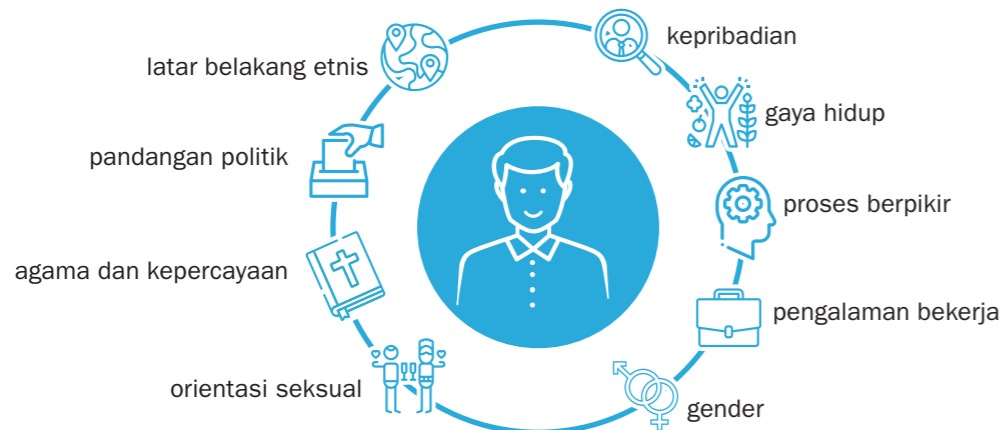 kepribadian
latar belakang etnis
gaya hidup
pandangan politik
proses berpikir
agama dan kepercayaan
pengalaman bekerja
orientasi seksual
gender